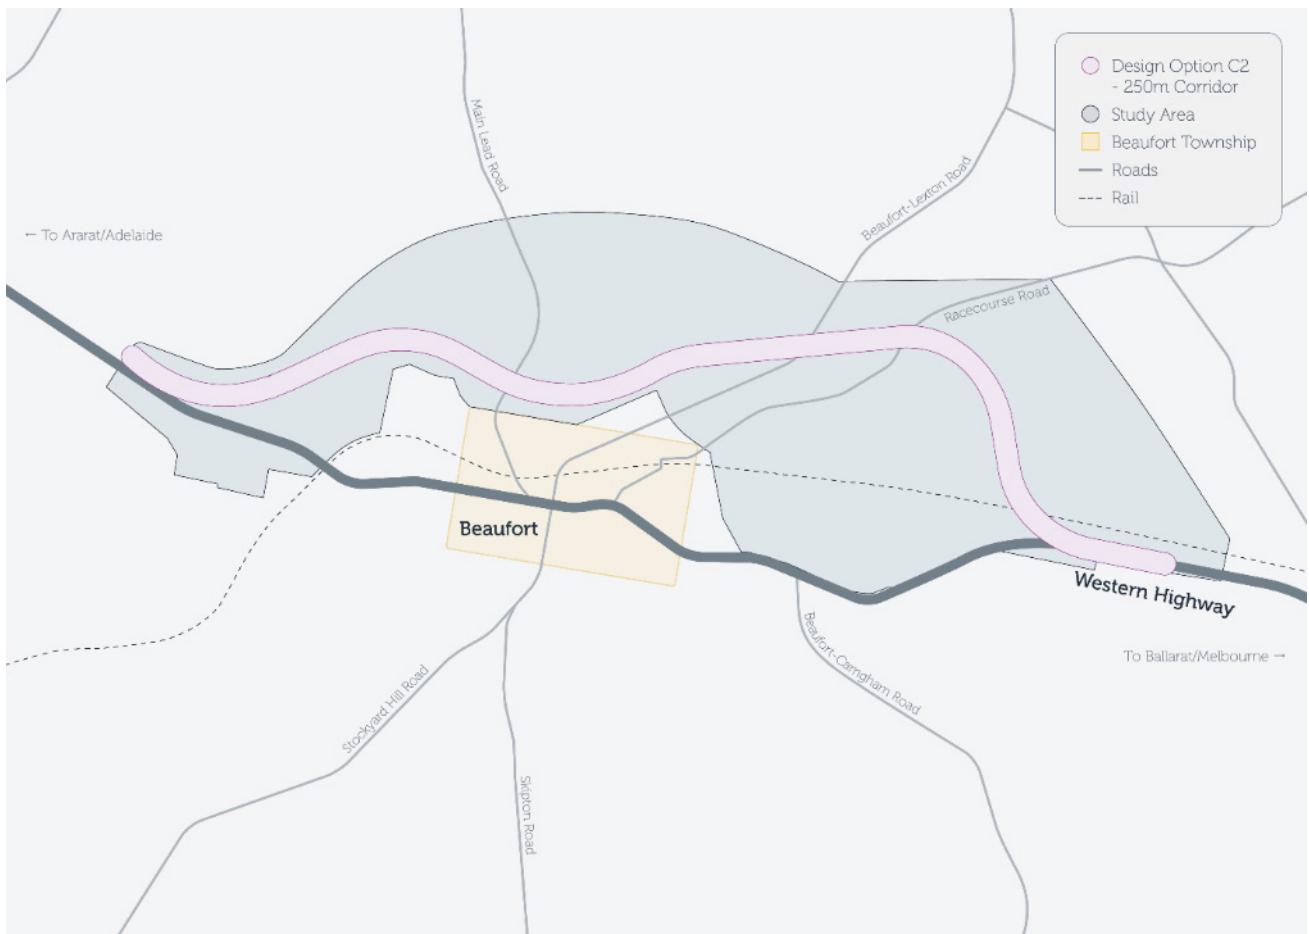 Design Option C2
- 250m Corridor
Study Area
Beaufort Township
Roads
Rail
Main Lead Road
Beaufort-Lexton Road
← To Ararat/Adelaide
Racecourse Road
Beaufort
Western Highway
To Ballarat/Melbourne →
Beaufort-Carngham Road
Stockyard Hill Road
Skipton Road